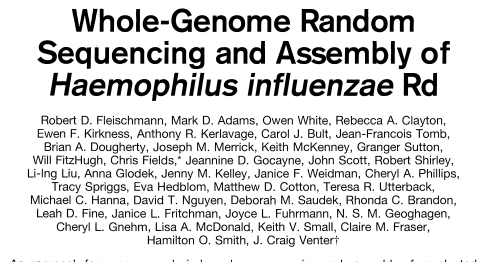 Whole-Genome Random
Sequencing and Assembly of
Haemophilus influenzae Rd
Robert D. Fleischmann, Mark D. Adams, Owen White, Rebecca A. Clayton,
Ewen F. Kirkness, Anthony R. Kerlavage, Carol J. Bult, Jean-Francois Tomb,
Brian A. Dougherty, Joseph M. Merrick, Keith McKenney, Granger Sutton,
Will FitzHugh, Chris Fields,* Jeannine D. Gocayne, John Scott, Robert Shirley,
Li-Ing Liu, Anna Glodek, Jenny M. Kelley, Janice F. Weidman, Cheryl A. Phillips,
Tracy Spriggs, Eva Hedblom, Matthew D. Cotton, Teresa R. Utterback,
Michael C. Hanna, David T. Nguyen, Deborah M. Saudek, Rhonda C. Brandon,
Leah D. Fine, Janice L. Fritchman, Joyce L. Fuhrmann, N. S. M. Geoghagen,
Cheryl L. Gnehm, Lisa A. McDonald, Keith V. Small, Claire M. Fraser,
Hamilton O. Smith, J. Craig Venter†